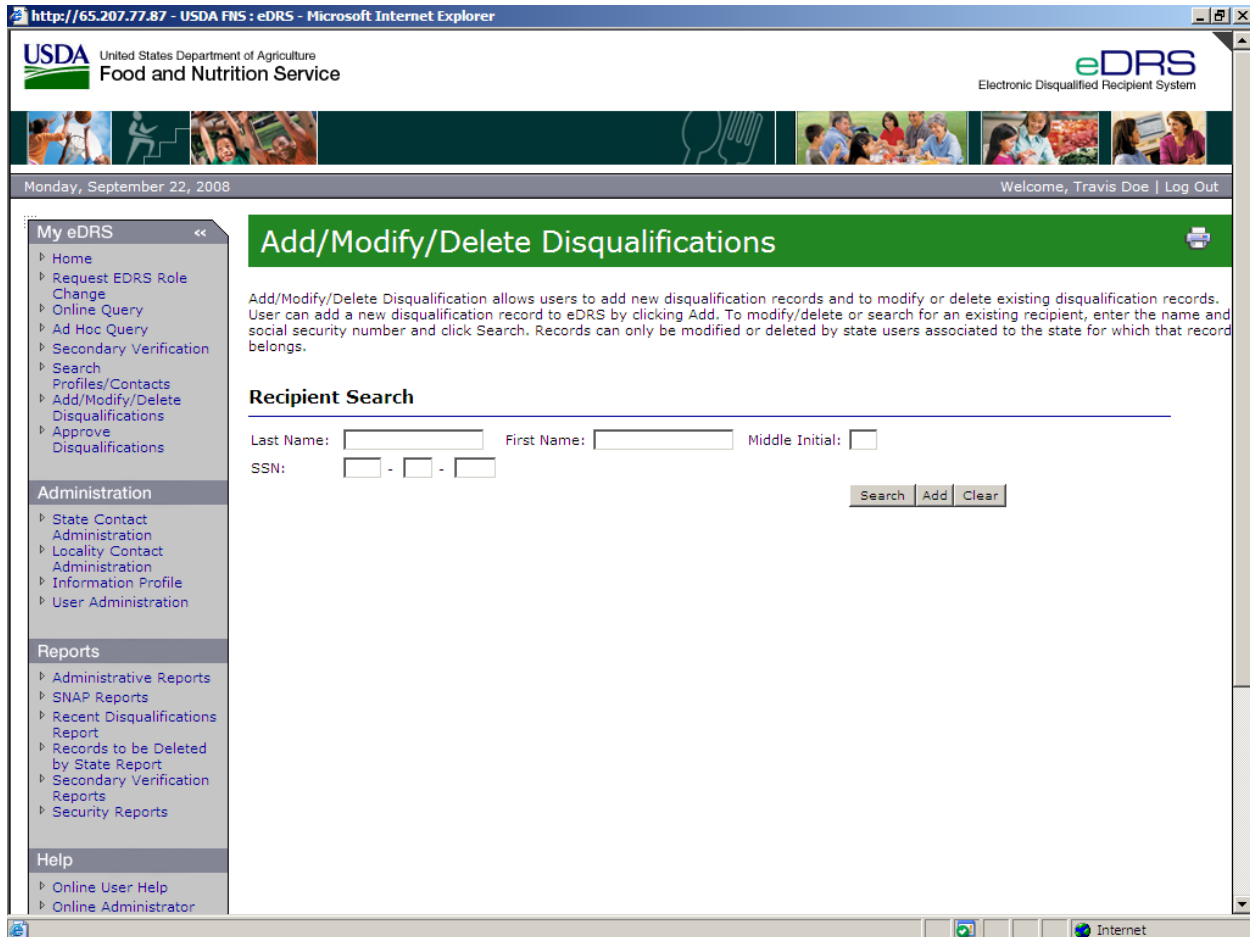 http://65.207.77.87 - USDA FNS : eDRS - Microsoft Internet Explorer
USDA United States Department of Agriculture
Food and Nutrition Service
eDRS
Electronic Disqualified Recipient System
Monday, September 22, 2008
Welcome, Travis Doe | Log Out
My eDRS «
Home
Request EDRS Role
Change
Online Query
Ad Hoc Query
Secondary Verification
Search
Profiles/Contacts
Add/Modify/Delete
Disqualifications
Approve
Disqualifications
Administration
State Contact
Administration
Locality Contact
Administration
Information Profile
User Administration
Reports
Administrative Reports
SNAP Reports
Recent Disqualifications
Report
Records to be Deleted
by State Report
Secondary Verification
Reports
Security Reports
Help
Online User Help
Online Administrator
Add/Modify/Delete Disqualifications
Add/Modify/Delete Disqualification allows users to add new disqualification records and to modify or delete existing disqualification records.
User can add a new disqualification record to eDRS by clicking Add. To modify/delete or search for an existing recipient, enter the name and
social security number and click Search. Records can only be modified or deleted by state users associated to the state for which that record
belongs.
Recipient Search
Last Name: First Name: Middle Initial:
SSN: - -
Search Add Clear
Internet